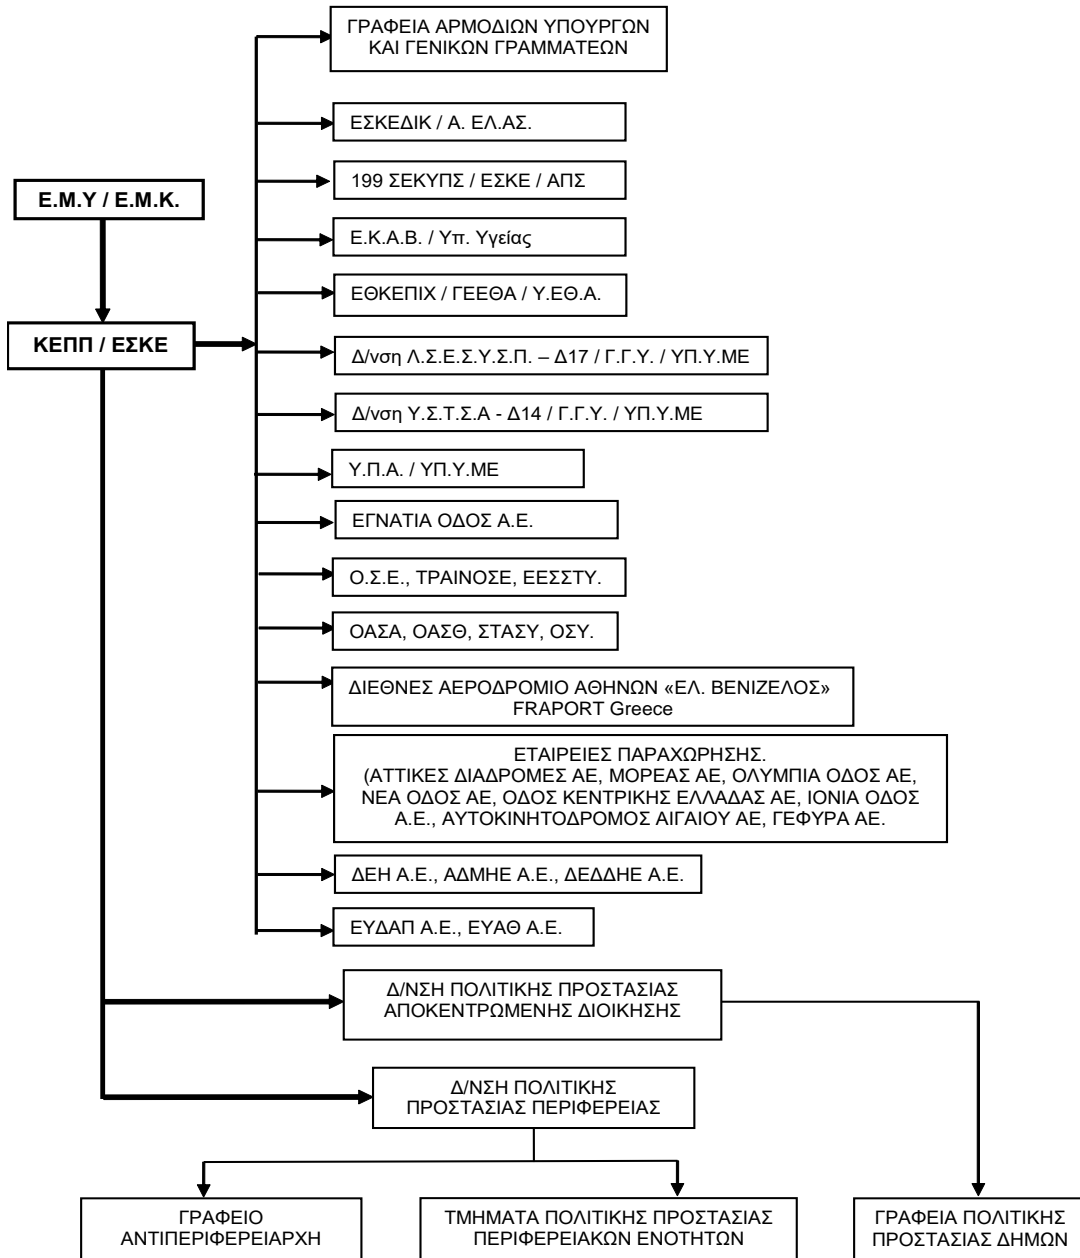 ΓΡΑΦΕΙΑ ΑΡΜΟΔΙΩΝ ΥΠΟΥΡΓΩΝ
ΚΑΙ ΓΕΝΙΚΩΝ ΓΡΑΜΜΑΤΕΩΝ
ΕΣΚΕΔΙΚ / Α. ΕΛ.ΑΣ.
199 ΣΕΚΥΠΣ / ΕΣΚΕ / ΑΠΣ
Ε.Μ.Υ / Ε.Μ.Κ.
Ε.Κ.Α.Β. / Υπ. Υγείας
ΕΘΚΕΠΙΧ / ΓΕΕΘΑ / Υ.ΕΘ.Α.
ΚΕΠΠ / ΕΣΚΕ
Δ/νση Λ.Σ.Ε.Σ.Υ.Σ.Π. – Δ17 / Γ.Γ.Υ. / ΥΠ.Υ.ΜΕ
Δ/νση Υ.Σ.Τ.Σ.Α - Δ14 / Γ.Γ.Υ. / ΥΠ.Υ.ΜΕ
Υ.Π.Α. / ΥΠ.Υ.ΜΕ
ΕΓΝΑΤΙΑ ΟΔΟΣ Α.Ε.
Ο.Σ.Ε., ΤΡΑΙΝΟΣΕ, ΕΕΣΣΤΥ.
ΟΑΣΑ, ΟΑΣΘ, ΣΤΑΣΥ, ΟΣΥ.
ΔΙΕΘΝΕΣ ΑΕΡΟΔΡΟΜΙΟ ΑΘΗΝΩΝ «ΕΛ. ΒΕΝΙΖΕΛΟΣ»
FRAPORT Greece
ΕΤΑΙΡΕΙΕΣ ΠΑΡΑΧΩΡΗΣΗΣ.
(ΑΤΤΙΚΕΣ ΔΙΑΔΡΟΜΕΣ ΑΕ, ΜΟΡΕΑΣ ΑΕ, ΟΛΥΜΠΙΑ ΟΔΟΣ ΑΕ,
ΝΕΑ ΟΔΟΣ ΑΕ, ΟΔΟΣ ΚΕΝΤΡΙΚΗΣ ΕΛΛΑΔΑΣ ΑΕ, ΙΟΝΙΑ ΟΔΟΣ
Α.Ε., ΑΥΤΟΚΙΝΗΤΟΔΡΟΜΟΣ ΑΙΓΑΙΟΥ ΑΕ, ΓΕΦΥΡΑ ΑΕ.
ΔΕΗ Α.Ε., ΑΔΜΗΕ Α.Ε., ΔΕΔΔΗΕ Α.Ε.
ΕΥΔΑΠ Α.Ε., ΕΥΑΘ Α.Ε.
Δ/ΝΣΗ ΠΟΛΙΤΙΚΗΣ ΠΡΟΣΤΑΣΙΑΣ
ΑΠΟΚΕΝΤΡΩΜΕΝΗΣ ΔΙΟΙΚΗΣΗΣ
Δ/ΝΣΗ ΠΟΛΙΤΙΚΗΣ
ΠΡΟΣΤΑΣΙΑΣ ΠΕΡΙΦΕΡΕΙΑΣ
ΓΡΑΦΕΙΟ
ΑΝΤΙΠΕΡΙΦΕΡΕΙΑΡΧΗ
ΤΜΗΜΑΤΑ ΠΟΛΙΤΙΚΗΣ ΠΡΟΣΤΑΣΙΑΣ
ΠΕΡΙΦΕΡΕΙΑΚΩΝ ΕΝΟΤΗΤΩΝ
ΓΡΑΦΕΙΑ ΠΟΛΙΤΙΚΗΣ
ΠΡΟΣΤΑΣΙΑΣ ΔΗΜΩΝ